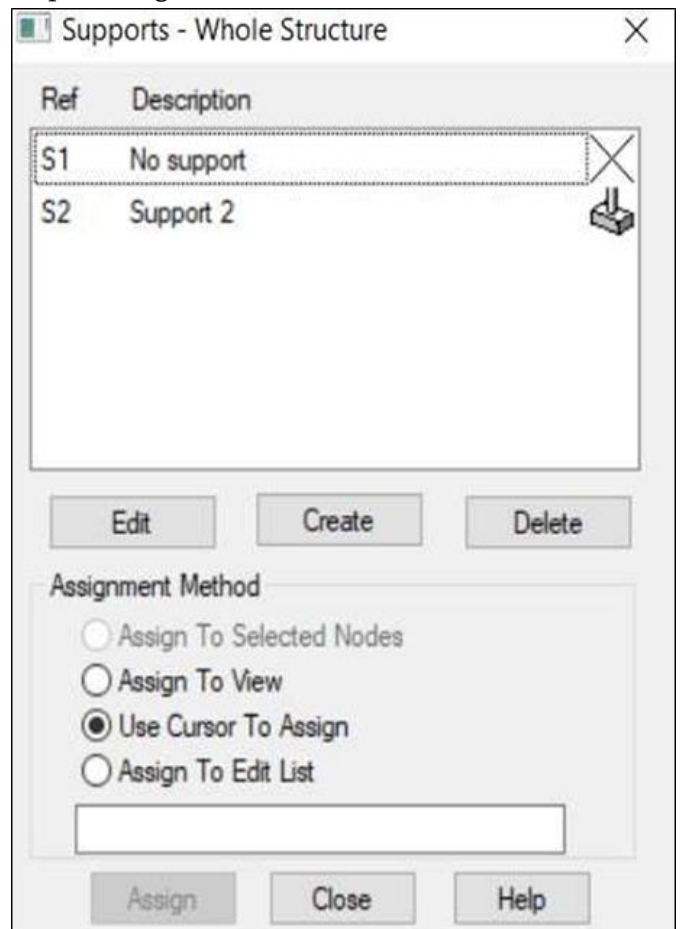 Supports - Whole Structure
Ref Description
S1 No support
S2 Support 2
Edit Create Delete
Assignment Method
Assign To Selected Nodes
Assign To View
Use Cursor To Assign
Assign To Edit List
Assign Close Help